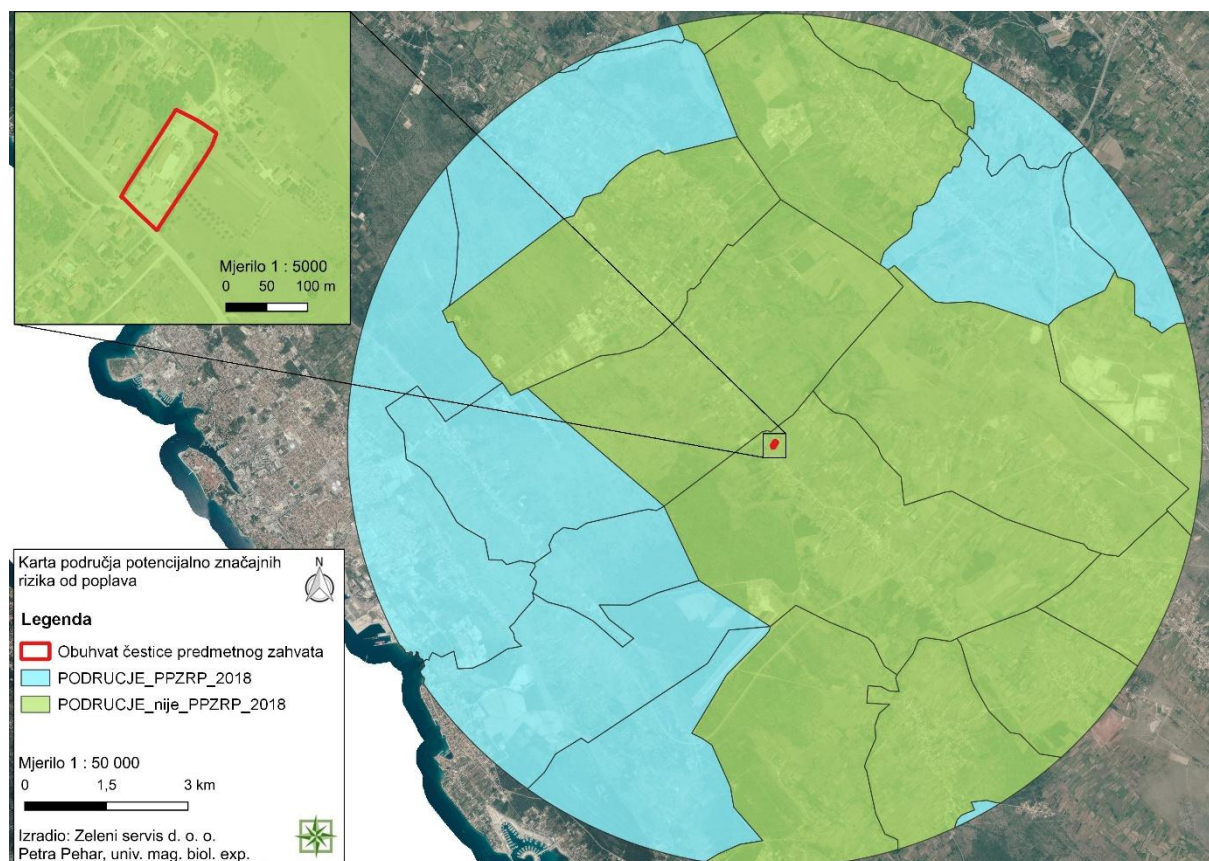 Mjerilo 1 : 5000
0 50 100 m
Karta područja potencijalno značajnih
rizika od poplava
N
Legenda
Obuhvat čestice predmetnog zahvata
PODRUCJE_PPZRP_2018
PODRUCJE_nije_PPZRP_2018
Mjerilo 1 : 50 000
0 1,5 3 km
Izradio: Zeleni servis d. o. o.
Petra Pehar, univ. mag. biol. exp.